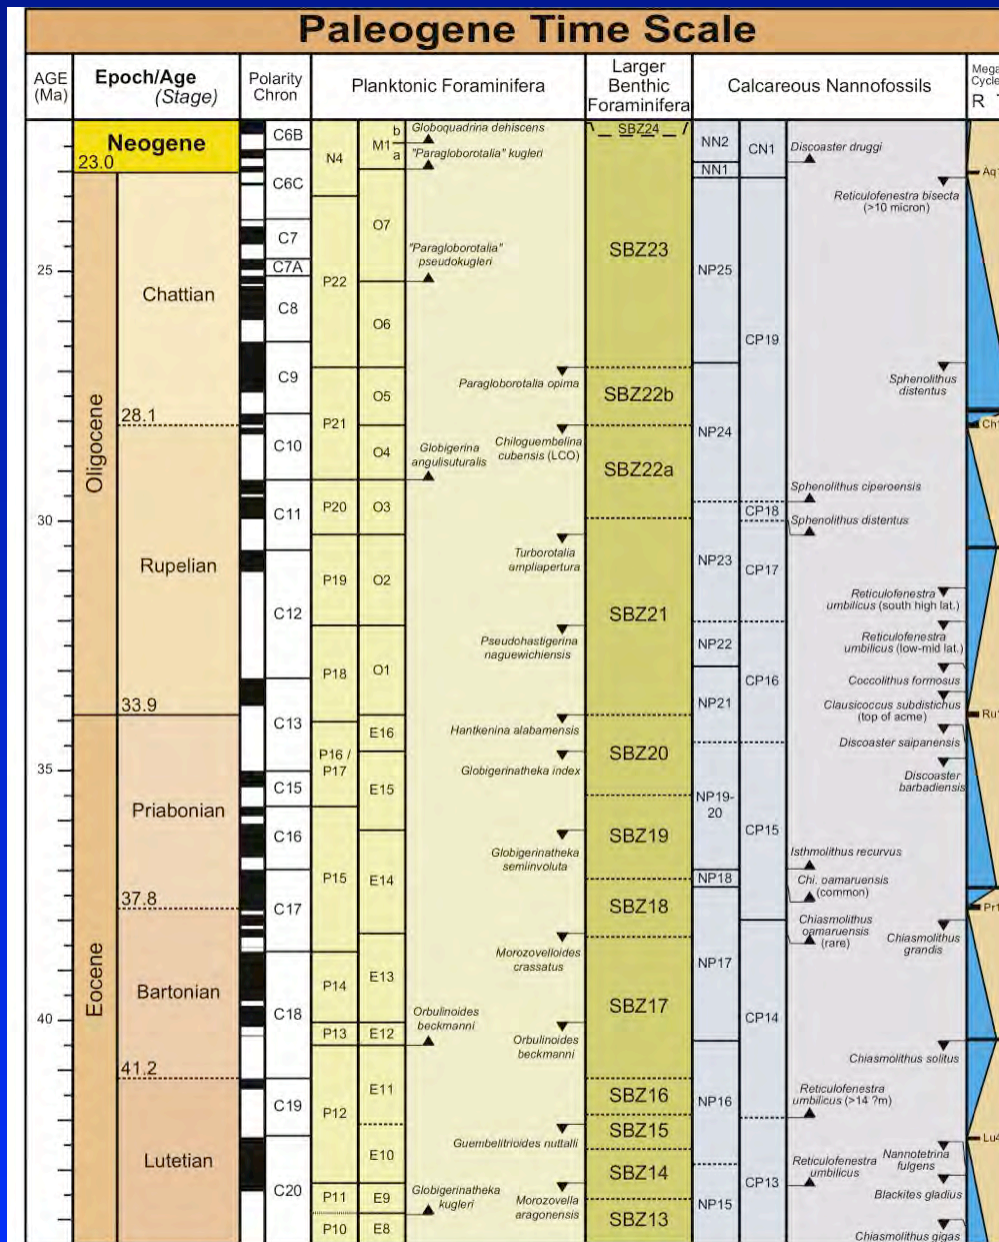 Paleogene Time Scale
AGE
(Ma)
Epoch/Age
(Stage)
Polarity
Chron
Planktonic Foraminifera
Larger
Benthic
Foraminifera
Calcareous Nannofossils
Mega
Cycle
R T
Neogene
23.0
Oligocene
Eocene
Chattian
28.1
Rupelian
33.9
Priabonian
37.8
Bartonian
41.2
Lutetian
25
30
35
40
C6B
C6C
C7
C7A
C8
C9
C10
C11
C12
C13
C15
C16
C17
C18
C19
C20
N4
P22
P21
P20
P19
P18
P16 /
P17
P15
P14
P13
P12
P11
P10
b
M1
a
O7
O6
O5
O4
O3
O2
O1
E16
E15
E14
E13
E12
E11
E10
E9
E8
Globoquadrina dehiscens
"Paragloborotalia" kugleri
"Paragloborotalia"
pseudokugleri
Paragloborotalia opima
Globigerina
angulisuturalis
Chiloguembelina
cubensis (LCO)
Turborotalia
ampliapertura
Pseudohastigerina
naguewichiensis
Hantkenina alabamensis
Globigerinatheka index
Globigerinatheka
semiinvoluta
Morozovelloides
crassatus
Orbulinoides
beckmanni
Orbulinoides
beckmanni
Guembelitrioides nuttalli
Globigerinatheka
kugleri
Morozovella
aragonensis
SBZ24
SBZ23
SBZ22b
SBZ22a
SBZ21
SBZ20
SBZ19
SBZ18
SBZ17
SBZ16
SBZ15
SBZ14
SBZ13
NN2
NN1
NP25
NP24
NP23
NP22
NP21
NP19-
20
NP18
NP17
NP16
NP15
CN1
CP19
CP18
CP17
CP16
CP15
CP14
CP13
Discoaster druggi
Reticulofenestra bisecta
(>10 micron)
Sphenolithus
distentus
Sphenolithus ciperoensis
Sphenolithus distentus
Reticulofenestra
umbilicus (south high lat.)
Reticulofenestra
umbilicus (low-mid lat.)
Coccolithus formosus
Clausicoccus subdistichus
(top of acme)
Discoaster saipanensis
Discoaster
barbadiensis
Isthmolithus recurvus
Chi. oamaruensis
(common)
Chiasmolithus
oamaruensis
(rare)
Chiasmolithus
grandis
Chiasmolithus solitus
Reticulofenestra
umbilicus (>14 ?m)
Nannotetrina
fulgens
Reticulofenestra
umbilicus
Blackites gladius
Chiasmolithus gigas
Aq1
Ch1
Ru1
Pr1
Lu4